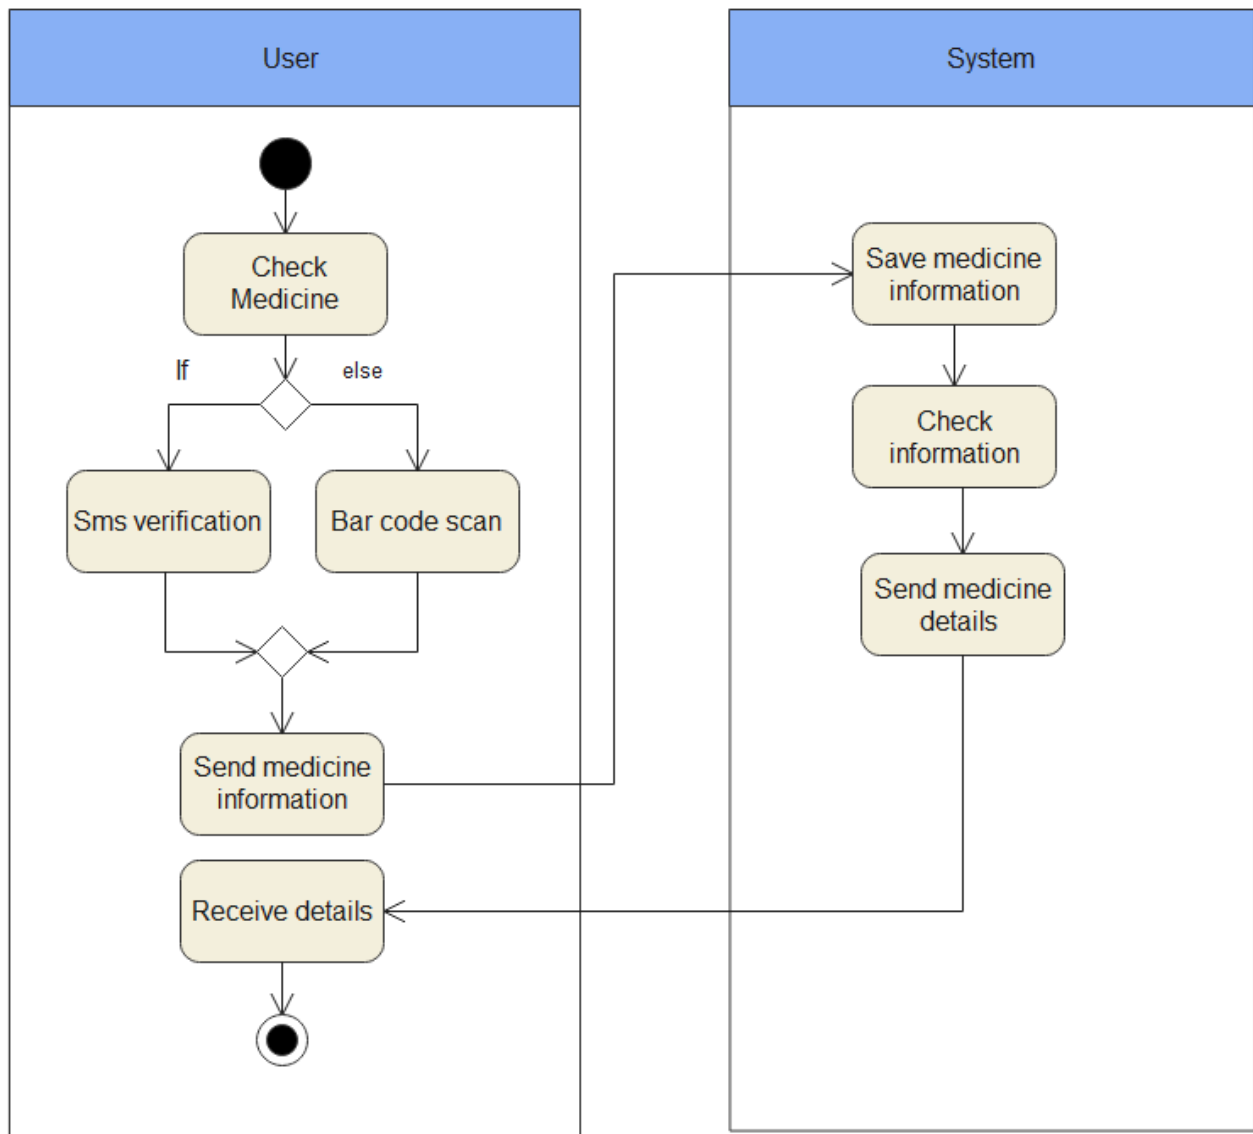 User
System
Check
Medicine
If
else
Sms verification
Bar code scan
Send medicine
information
Receive details
Save medicine
information
Check
information
Send medicine
details